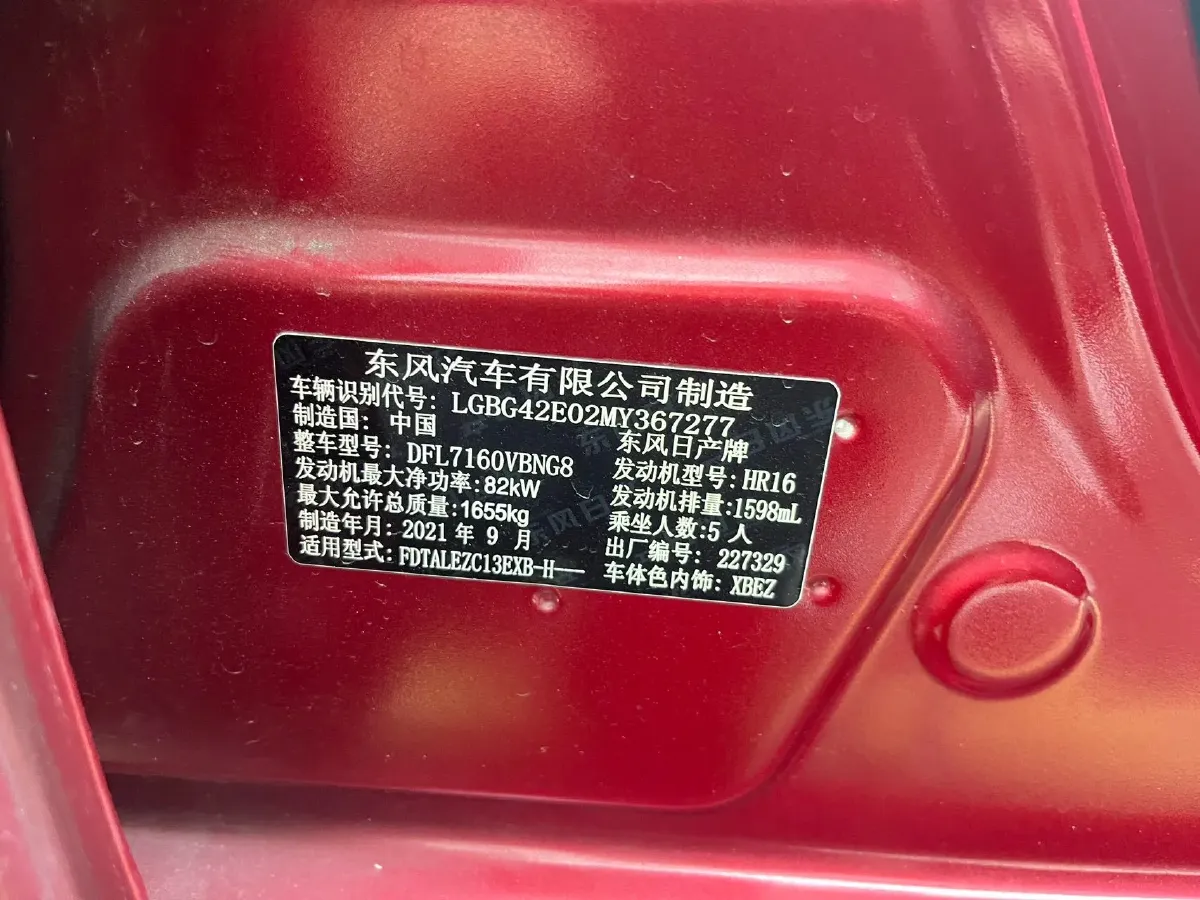 东风汽车有限公司制造
车辆识别代号: LGBG42E02MY367277
制造国: 中国 东风日产牌
整车型号: DFL7160VBNG8 发动机型号: HR16
发动机最大净功率: 82kW 发动机排量: 1598mL
最大允许总质量: 1655kg 乘坐人数: 5 人
制造年月: 2021 年 9 月 出厂编号: 227329
适用型式: FDTALEZC13EXB-H--- 车体色内饰: XBEZ